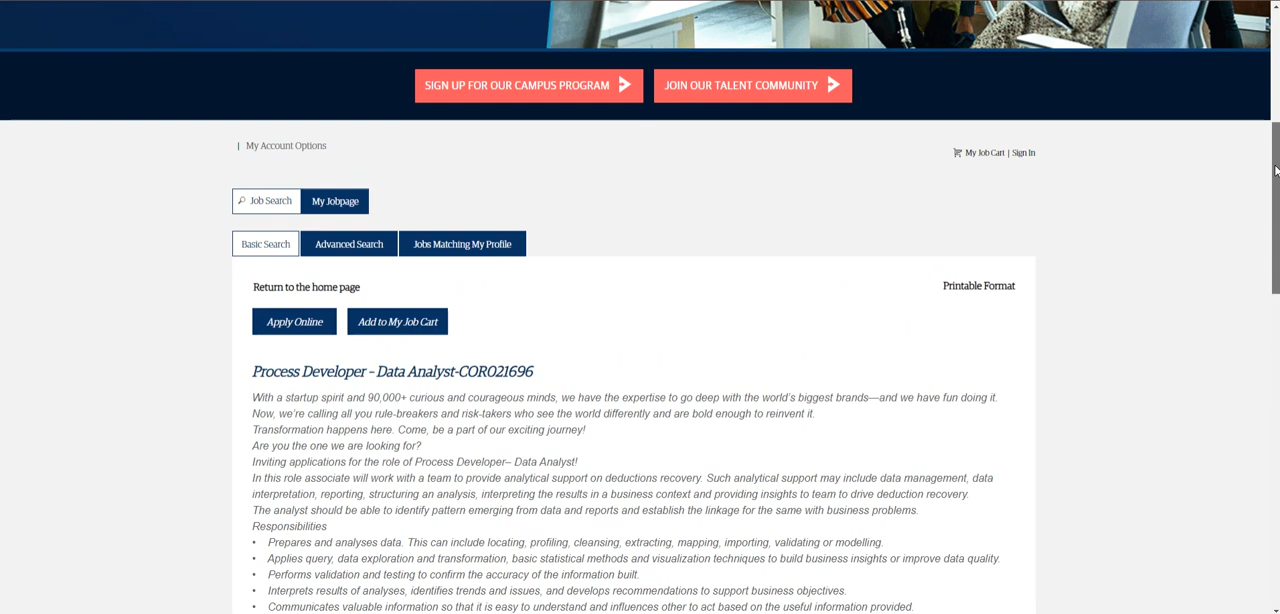 SIGN UP FOR OUR CAMPUS PROGRAM
JOIN OUR TALENT COMMUNITY
| My Account Options
My Job Cart | Sign In
Job Search
My Jobpage
Basic Search
Advanced Search
Jobs Matching My Profile
Return to the home page
Printable Format
Apply Online
Add to My Job Cart
Process Developer - Data Analyst-COR021696
With a startup spirit and 90,000+ curious and courageous minds, we have the expertise to go deep with the world's biggest brands—and we have fun doing it.
Now, we're calling all you rule-breakers and risk-takers who see the world differently and are bold enough to reinvent it.
Transformation happens here. Come, be a part of our exciting journey!
Are you the one we are looking for?
Inviting applications for the role of Process Developer– Data Analyst!
In this role associate will work with a team to provide analytical support on deductions recovery. Such analytical support may include data management, data
interpretation, reporting, structuring an analysis, interpreting the results in a business context and providing insights to team to drive deduction recovery.
The analyst should be able to identify pattern emerging from data and reports and establish the linkage for the same with business problems.
Responsibilities
• Prepares and analyses data. This can include locating, profiling, cleansing, extracting, mapping, importing, validating or modelling.
• Applies query, data exploration and transformation, basic statistical methods and visualization techniques to build business insights or improve data quality.
• Performs validation and testing to confirm the accuracy of the information built.
• Interprets results of analyses, identifies trends and issues, and develops recommendations to support business objectives.
• Communicates valuable information so that it is easy to understand and influences other to act based on the useful information provided.